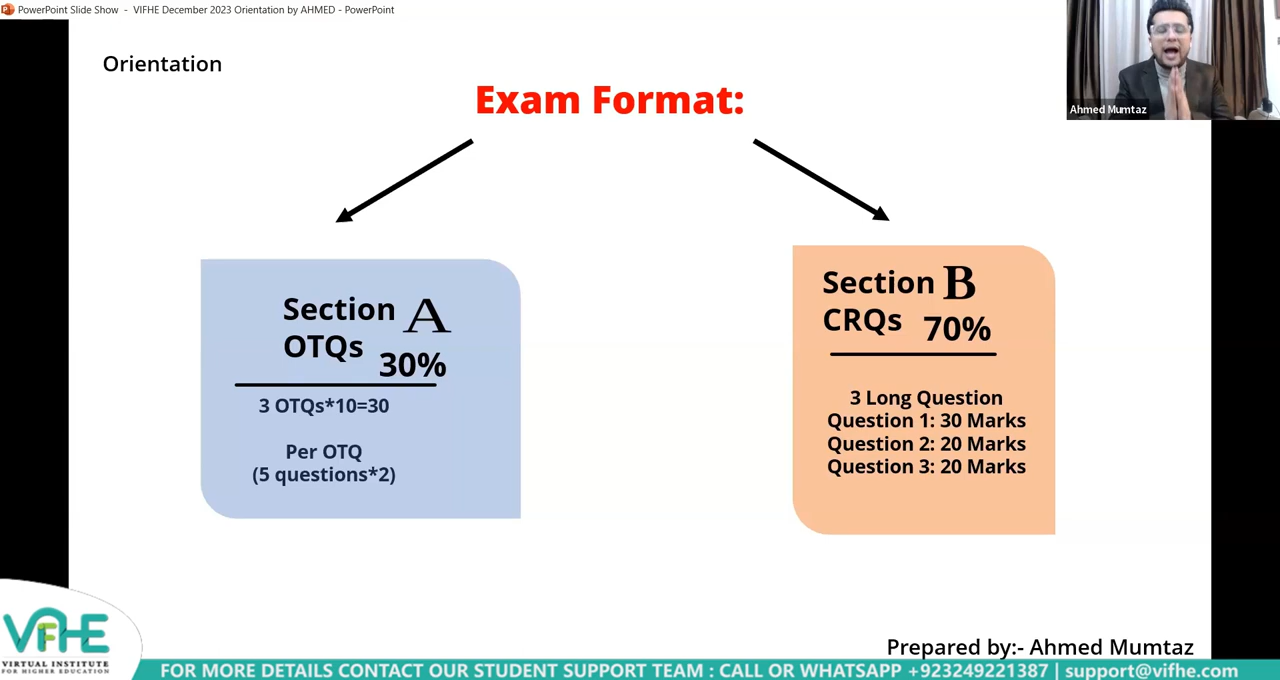 PowerPoint Slide Show - VIFHE December 2023 Orientation by AHMED - PowerPoint
Orientation
Exam Format:
Ahmed Mumtaz
Section A
OTQs 30%
3 OTQs*10=30
Per OTQ
(5 questions*2)
Section B
CRQs 70%
3 Long Question
Question 1: 30 Marks
Question 2: 20 Marks
Question 3: 20 Marks
Prepared by:- Ahmed Mumtaz
VIFHE
VIRTUAL INSTITUTE
FOR HIGHER EDUCATION
FOR MORE DETAILS CONTACT OUR STUDENT SUPPORT TEAM : CALL OR WHATSAPP +923249221387 | support@vifhe.com